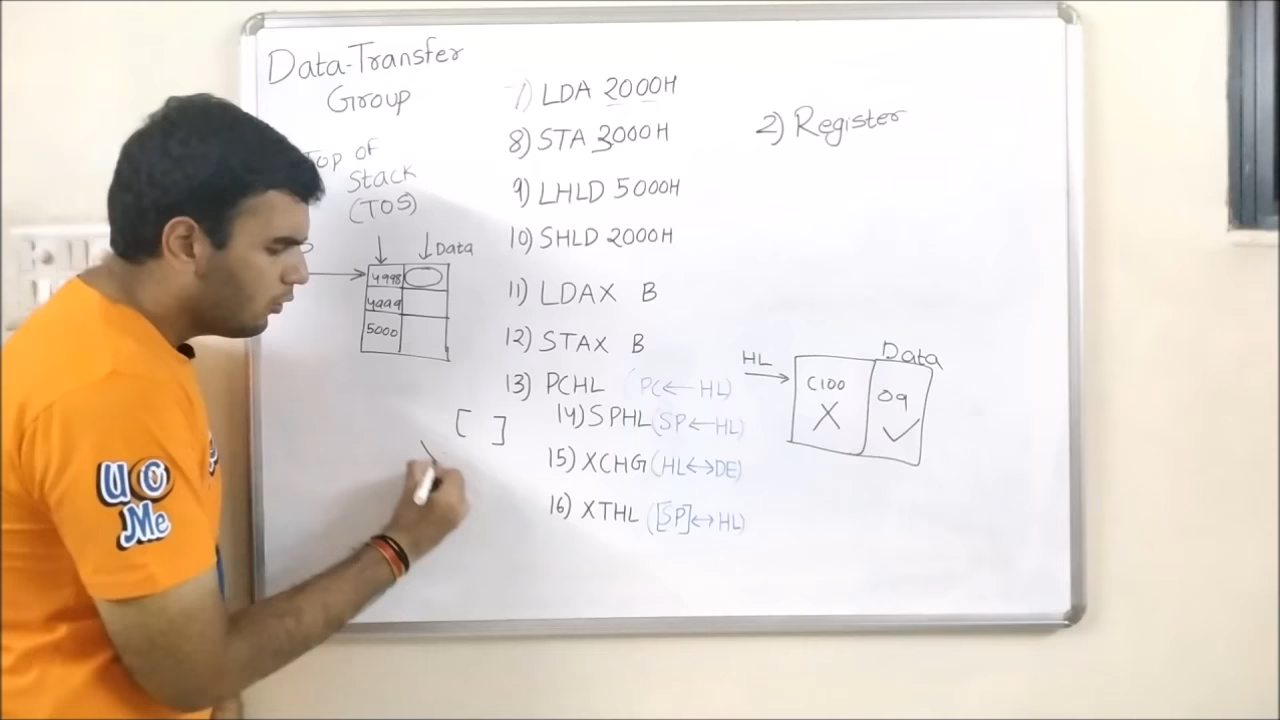 Data-Transfer
Group
Top of
Stack
(TOS)
Data
4998
4999
5000
7) LDA 2000H
8) STA 3000H
9) LHLD 5000H
10) SHLD 2000H
11) LDAX B
12) STAX B
13) PCHL (PC←HL)
[ ]
14) SPHL (SP←HL)
15) XCHG (HL↔DE)
16) XTHL ([SP]↔HL)
2) Register
HL
Data
C100
09
X
U O
Me